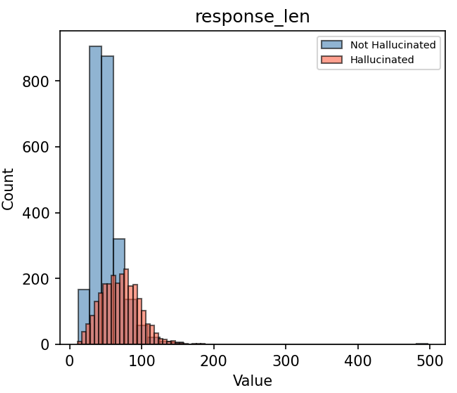 response_len
Not Hallucinated
Hallucinated
Count
800
600
400
200
0
0 100 200 300 400 500
Value